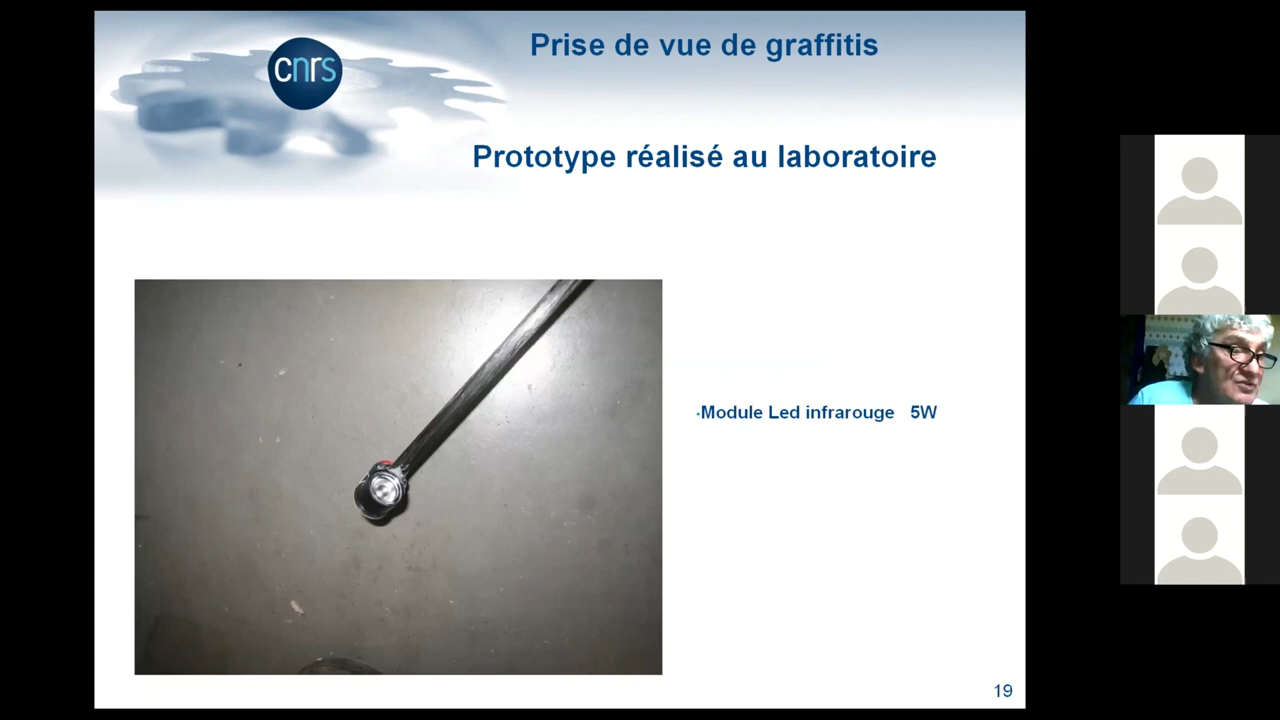 cnrs
Prise de vue de graffitis
Prototype réalisé au laboratoire
·Module Led infrarouge 5W
19